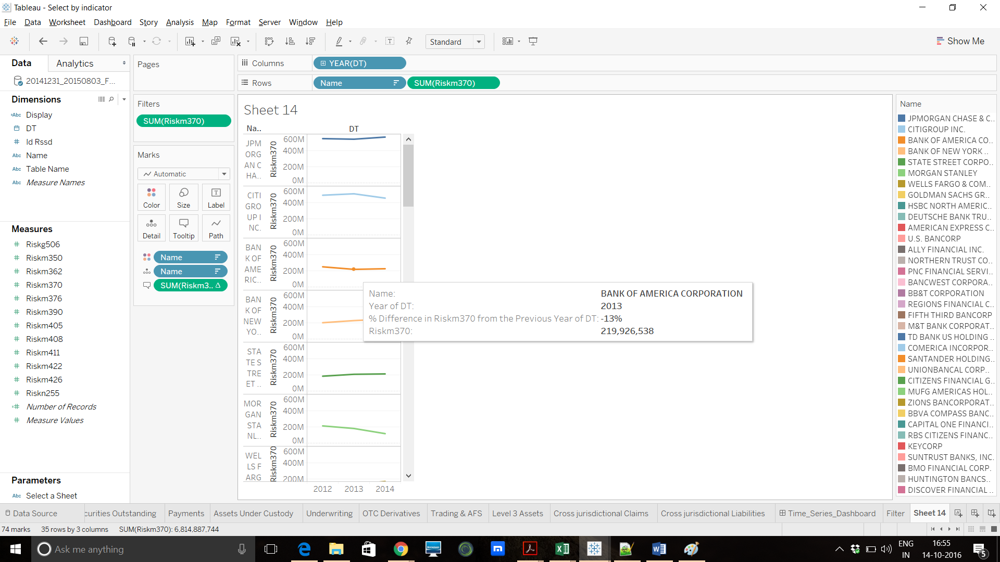 Tableau - Select by indicator
File Data Worksheet Dashboard Story Analysis Map Format Server Window Help
Standard
Show Me
Data
Analytics
20141231_20150803_F...
Dimensions
=Abc Display
DT
# Id Rssd
Abc Name
Abc Table Name
Abc Measure Names
Measures
# Riskg506
# Riskm350
# Riskm362
# Riskm370
# Riskm376
# Riskm390
# Riskm405
# Riskm408
# Riskm411
# Riskm422
# Riskm426
# Riskn255
=# Number of Records
# Measure Values
Parameters
Abc Select a Sheet
Pages
Filters
SUM(Riskm370)
Marks
Automatic
Color Size Label
Detail Tooltip Path
Name
Name
SUM(Riskm3.. Δ
Columns YEAR(DT)
Rows Name SUM(Riskm370)
Sheet 14
Na.. DT
JPM
ORG
AN C
HA..
Riskm370
600M
400M
200M
0M
CITI
GRO
UP I
NC.
Riskm370
600M
400M
200M
0M
BAN
K OF
AME
RIC..
Riskm370
600M
400M
200M
0M
BAN
K OF
NEW
YO..
Riskm370
600M
400M
200M
0M
STA
TE S
TRE
ET ..
Riskm370
600M
400M
200M
0M
MOR
GAN
STA
NL..
Riskm370
600M
400M
200M
0M
WEL
LS F
ARG
Riskm370
600M
400M
200M
2012 2013 2014
Name: BANK OF AMERICA CORPORATION
Year of DT: 2013
% Difference in Riskm370 from the Previous Year of DT: -13%
Riskm370: 219,926,538
Name
JPMORGAN CHASE & C..
CITIGROUP INC.
BANK OF AMERICA CO..
BANK OF NEW YORK ..
STATE STREET CORPO..
MORGAN STANLEY
WELLS FARGO & COM..
GOLDMAN SACHS GR..
HSBC NORTH AMERIC..
DEUTSCHE BANK TRU..
AMERICAN EXPRESS C..
U.S. BANCORP
ALLY FINANCIAL INC.
NORTHERN TRUST CO..
PNC FINANCIAL SERVI..
BANCWEST CORPORA..
BB&T CORPORATION
REGIONS FINANCIAL C..
FIFTH THIRD BANCORP
M&T BANK CORPORAT..
TD BANK US HOLDING ..
COMERICA INCORPOR..
SANTANDER HOLDING..
UNIONBANCAL CORP..
CITIZENS FINANCIAL G..
MUFG AMERICAS HOL..
ZIONS BANCORPORAT..
BBVA COMPASS BANC..
CAPITAL ONE FINANCI..
RBS CITIZENS FINANC..
KEYCORP
SUNTRUST BANKS, INC.
BMO FINANCIAL CORP.
HUNTINGTON BANCS..
DISCOVER FINANCIAL ..
Data Source curities Outstanding Payments Assets Under Custody Underwriting OTC Derivatives Trading & AFS Level 3 Assets Cross jurisdictional Claims Cross jurisdictional Liabilities Time_Series_Dashboard Filter Sheet 14
74 marks 35 rows by 3 columns SUM(Riskm370): 6,814,887,744
Ask me anything
ENG
IN
16:55
14-10-2016
5